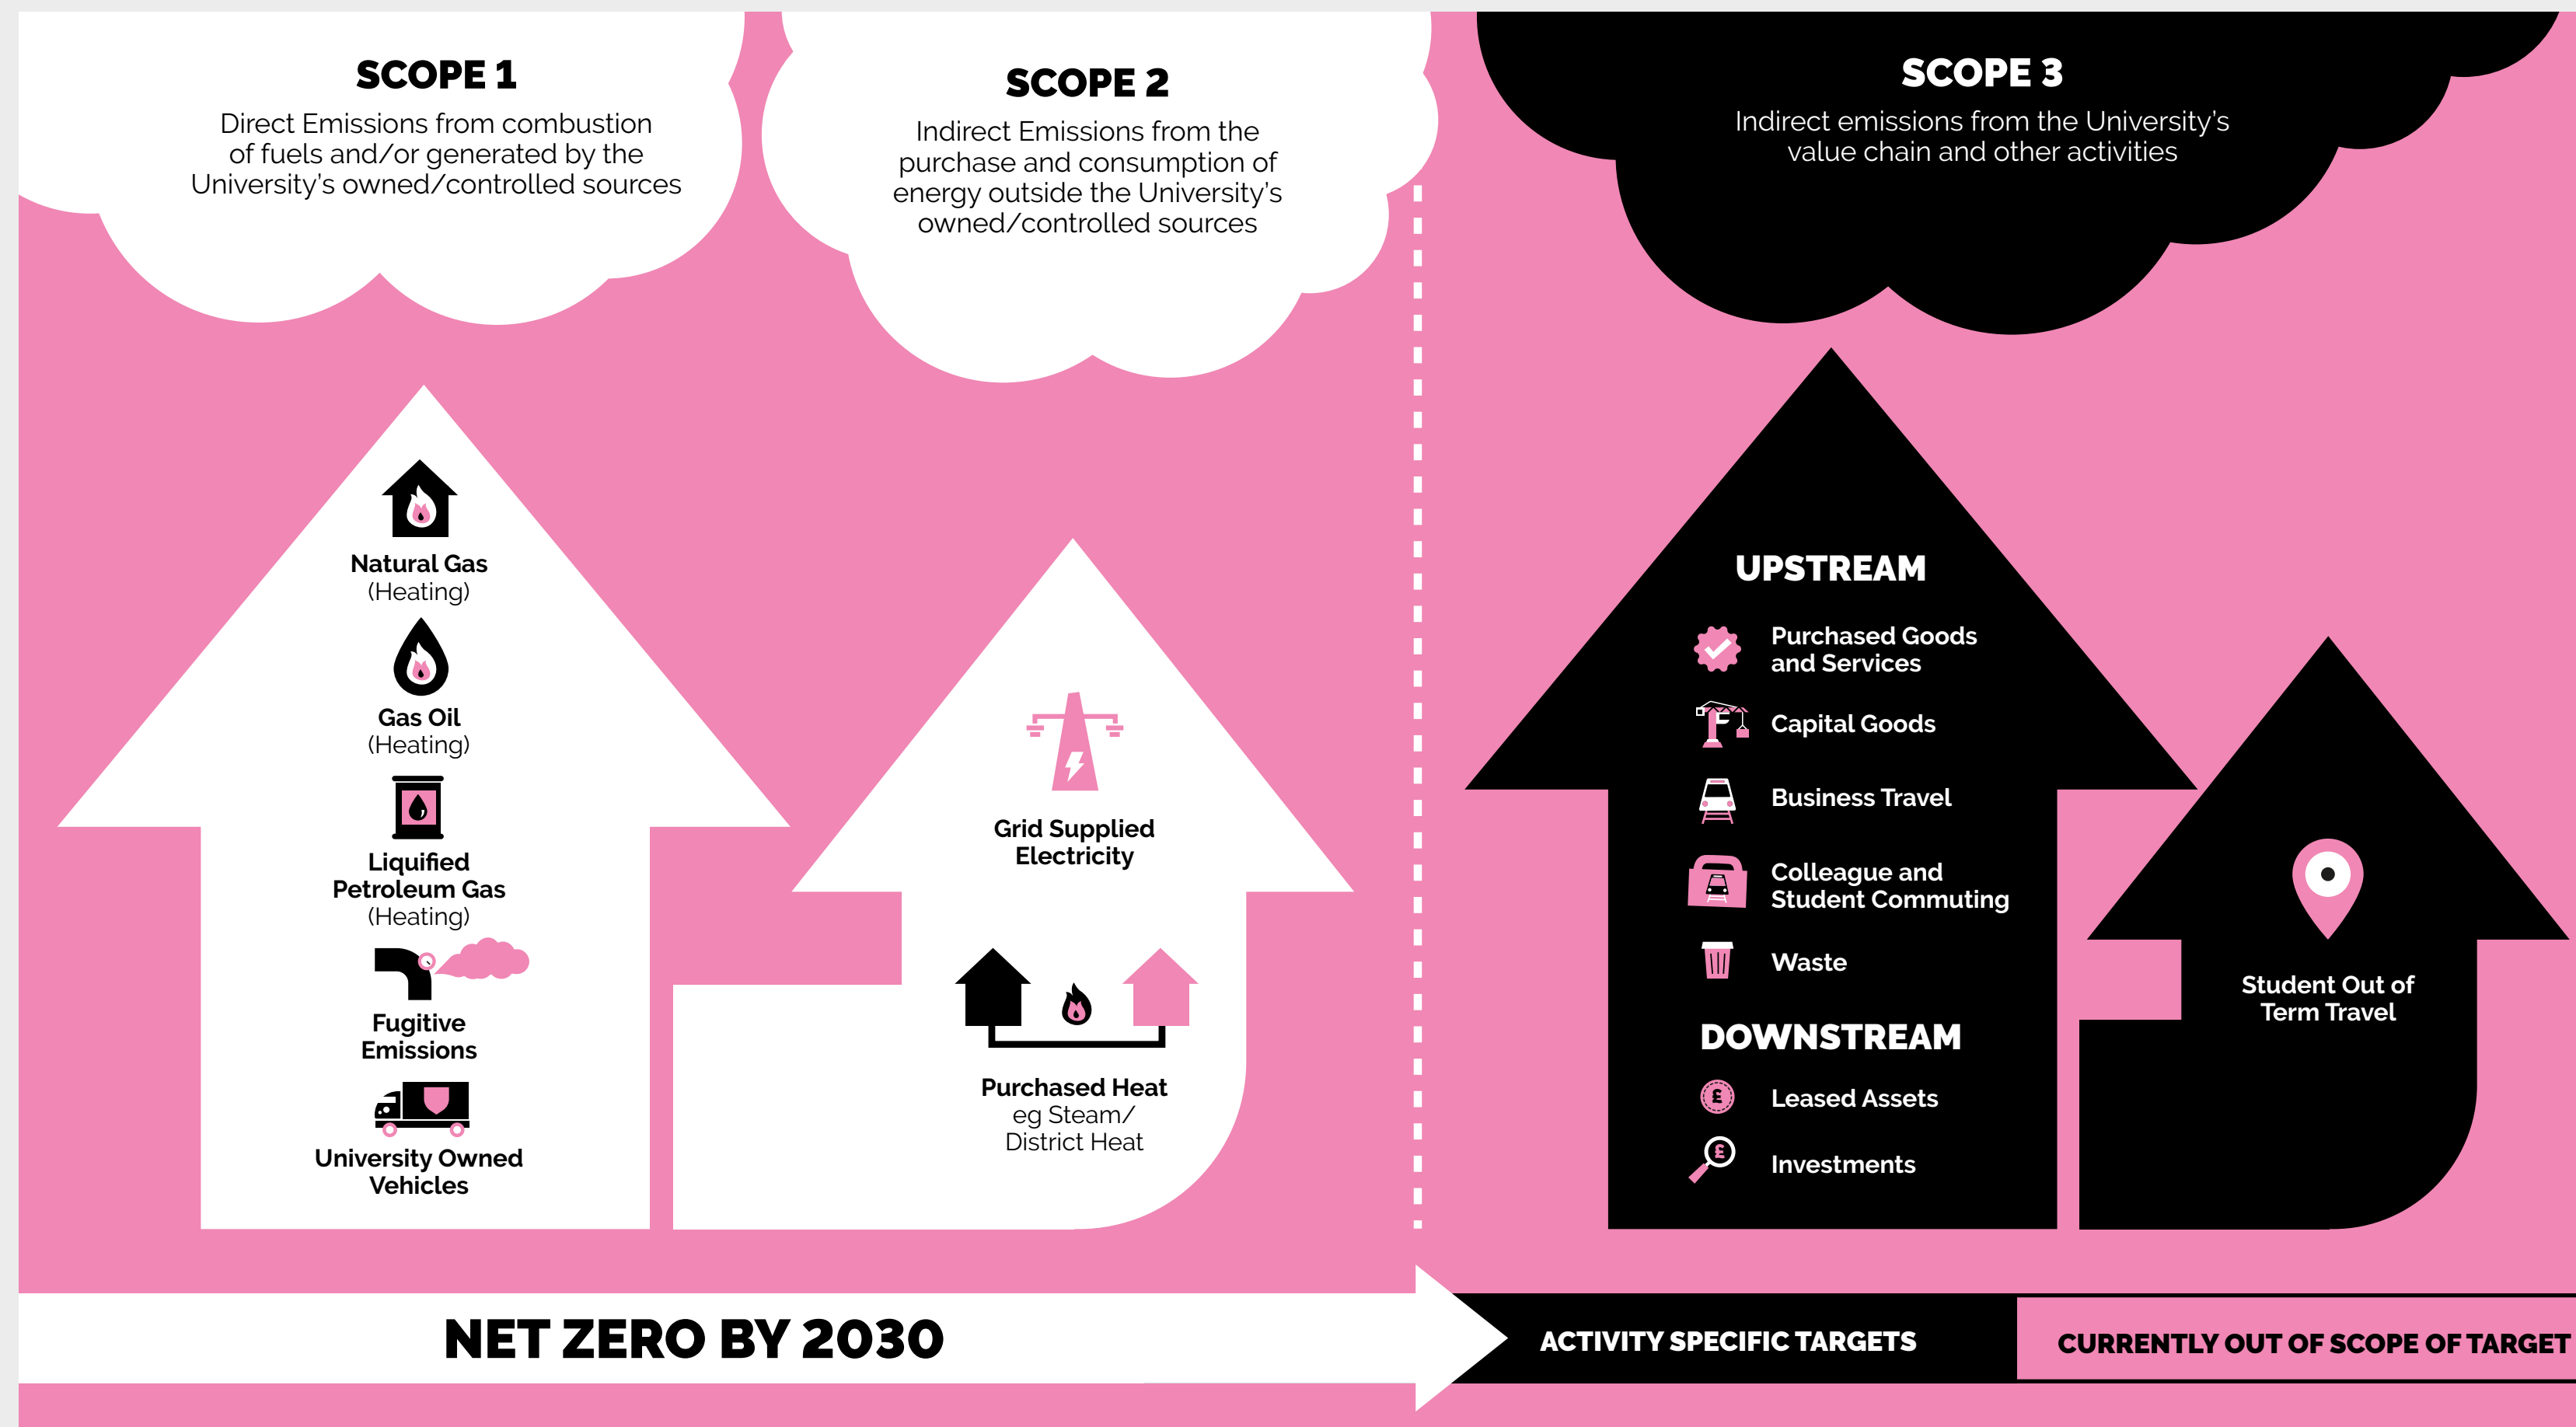 SCOPE 1
Direct Emissions from combustion
of fuels and/or generated by the
University's owned/controlled sources
SCOPE 2
Indirect Emissions from the
purchase and consumption of
energy outside the University's
owned/controlled sources
SCOPE 3
Indirect emissions from the University's
value chain and other activities
Natural Gas
(Heating)
Gas Oil
(Heating)
Liquified
Petroleum Gas
(Heating)
Fugitive
Emissions
University Owned
Vehicles
Grid Supplied
Electricity
Purchased Heat
eg Steam/
District Heat
UPSTREAM
Purchased Goods
and Services
Capital Goods
Business Travel
Colleague and
Student Commuting
Waste
DOWNSTREAM
£
Leased Assets
£
Investments
Student Out of
Term Travel
NET ZERO BY 2030
ACTIVITY SPECIFIC TARGETS
CURRENTLY OUT OF SCOPE OF TARGET